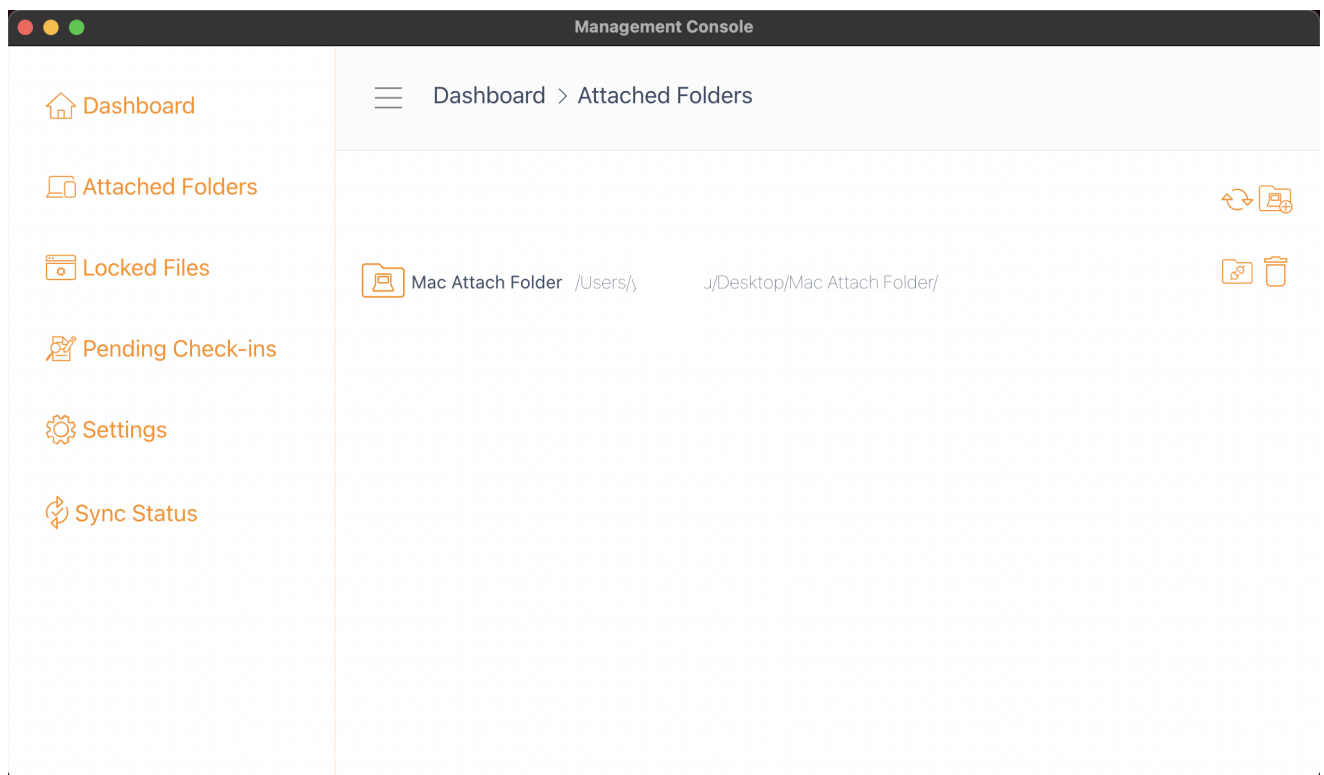 Management Console
Dashboard
Attached Folders
Locked Files
Pending Check-ins
Settings
Sync Status
Dashboard > Attached Folders
Mac Attach Folder /Users/ /Desktop/Mac Attach Folder/